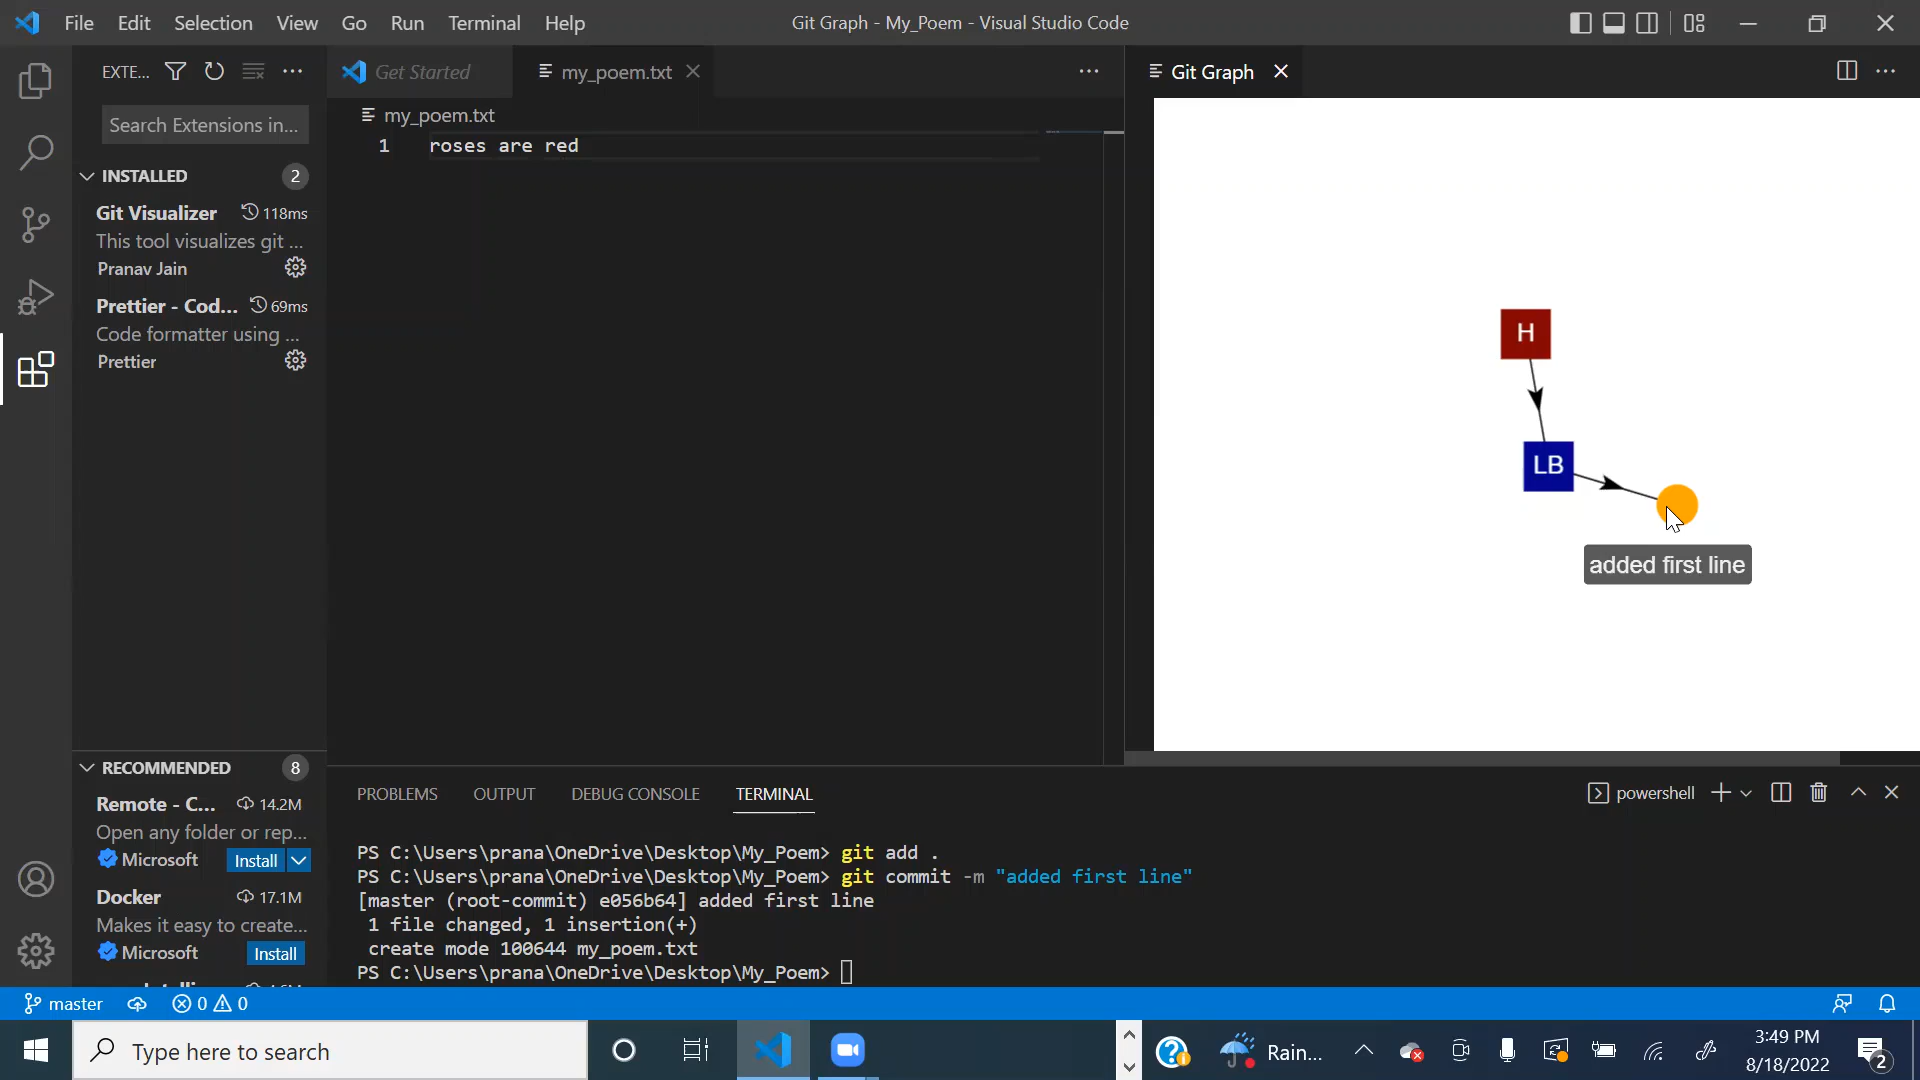 File Edit Selection View Go Run Terminal Help
Git Graph - My_Poem - Visual Studio Code
EXTE...
Search Extensions in...
INSTALLED 2
Git Visualizer 118ms
This tool visualizes git ...
Pranav Jain
Prettier - Cod... 69ms
Code formatter using ...
Prettier
RECOMMENDED 8
Remote - C... 14.2M
Open any folder or rep...
Microsoft Install
Docker 17.1M
Makes it easy to create...
Microsoft Install
Get Started my_poem.txt
my_poem.txt
1 roses are red
Git Graph
H
LB
added first line
PROBLEMS OUTPUT DEBUG CONSOLE TERMINAL
powershell
PS C:\Users\prana\OneDrive\Desktop\My_Poem> git add .
PS C:\Users\prana\OneDrive\Desktop\My_Poem> git commit -m "added first line"
[master (root-commit) e056b64] added first line
1 file changed, 1 insertion(+)
create mode 100644 my_poem.txt
PS C:\Users\prana\OneDrive\Desktop\My_Poem>
master 0 0
Type here to search
Rain...
3:49 PM
8/18/2022
2